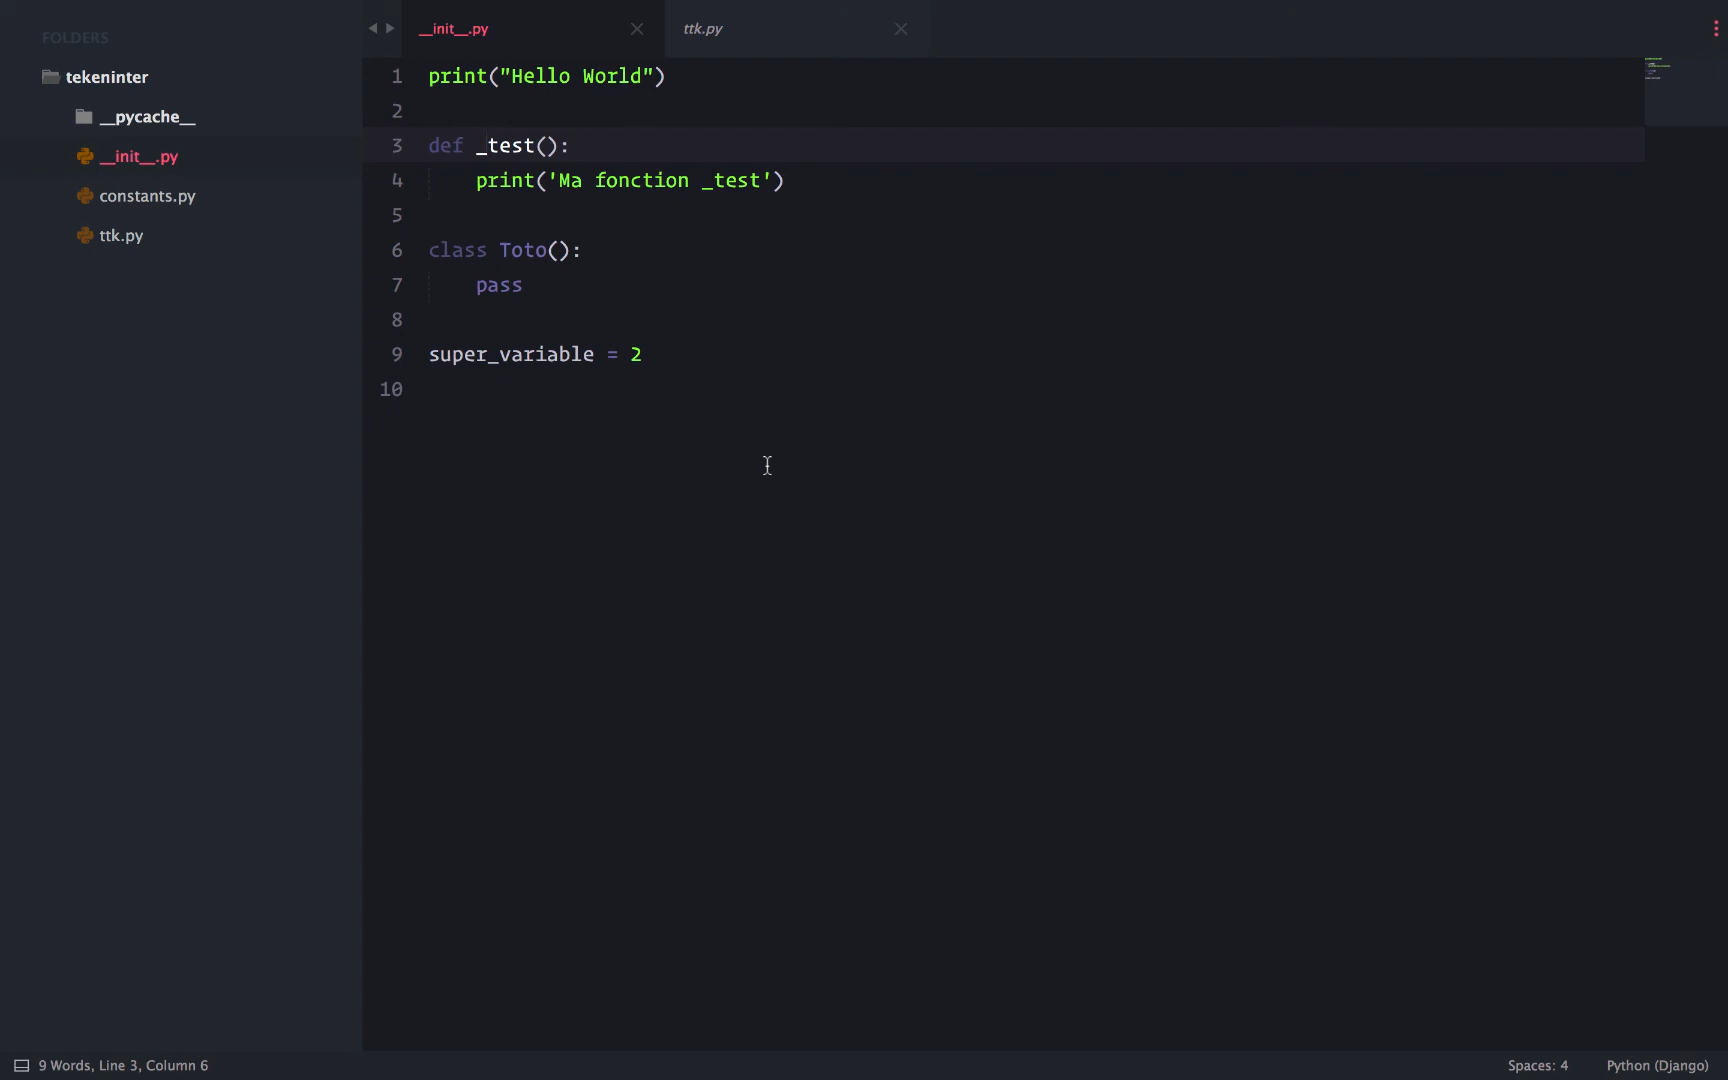 FOLDERS
tekeninter
__pycache__
__init__.py
constants.py
ttk.py
__init__.py
ttk.py
1 print("Hello World")
2
3 def _test():
4     print('Ma fonction _test')
5
6 class Toto():
7     pass
8
9 super_variable = 2
10
9 Words, Line 3, Column 6
Spaces: 4
Python (Django)